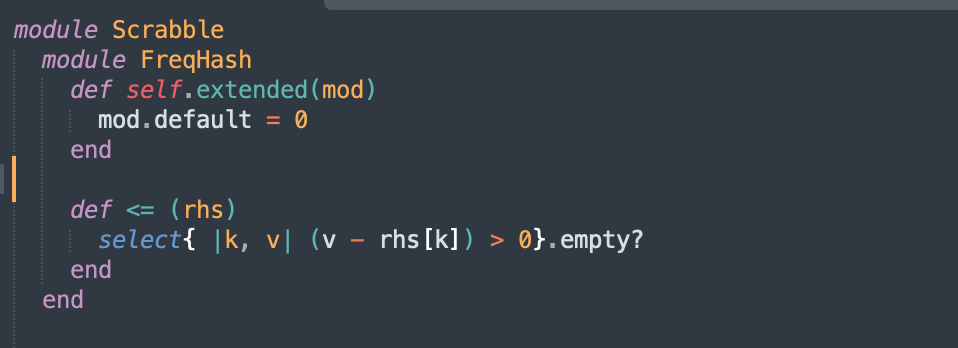 module Scrabble
  module FreqHash
    def self.extended(mod)
      mod.default = 0
    end

    def <= (rhs)
      select{ |k, v| (v - rhs[k]) > 0}.empty?
    end
  end